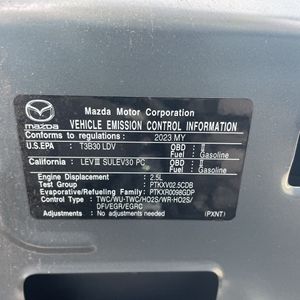 mazda
Mazda Motor Corporation
VEHICLE EMISSION CONTROL INFORMATION
Conforms to regulations : 2023 MY
U.S.EPA : T3B30 LDV OBD : II
Fuel : Gasoline
California : LEVIII SULEV30 PC OBD : II
Fuel : Gasoline
Engine Displacement : 2.5L
Test Group : PTKXV02.5CDB
Evaporative/Refueling Family : PTKXR0098GDP
Control Type : TWC/WU-TWC/HO2S/WR-HO2S/
DFI/EGR/EGRC
Adjustments : No adjustments needed. (PXNT)